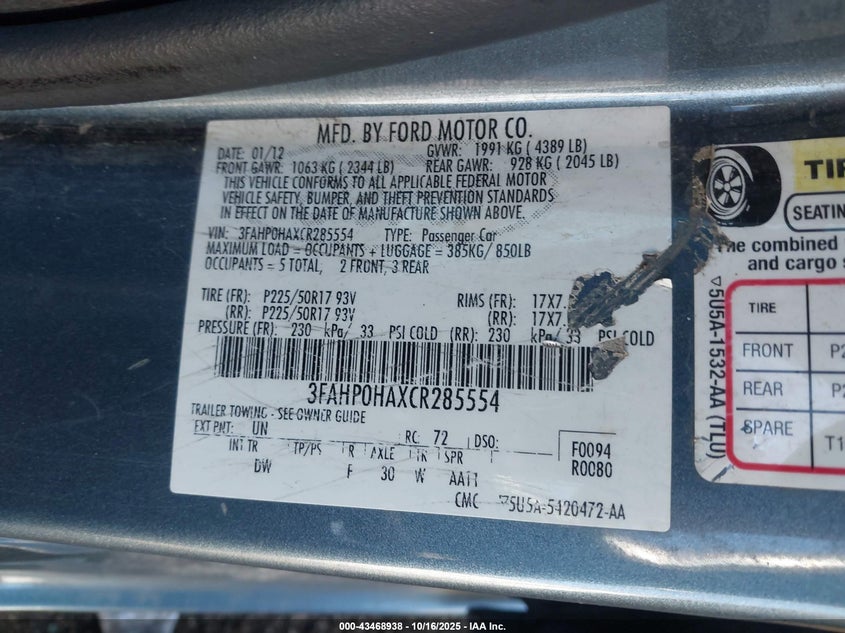 MFD. BY FORD MOTOR CO.
DATE: 01/12 GVWR: 1991 KG ( 4389 LB)
FRONT GAWR: 1063 KG ( 2344 LB) REAR GAWR: 928 KG ( 2045 LB)
THIS VEHICLE CONFORMS TO ALL APPLICABLE FEDERAL MOTOR
VEHICLE SAFETY, BUMPER, AND THEFT PREVENTION STANDARDS
IN EFFECT ON THE DATE OF MANUFACTURE SHOWN ABOVE.
VIN: 3FAHP0HAXCR285554 TYPE: Passenger Car
MAXIMUM LOAD = OCCUPANTS + LUGGAGE = 385KG/ 850LB
OCCUPANTS = 5 TOTAL, 2 FRONT, 3 REAR
TIRE (FR): P225/50R17 93V RIMS (FR): 17X7.
(RR): P225/50R17 93V (RR): 17X7.
PRESSURE (FR): 230 kPa/ 33 PSI COLD (RR): 230 kPa/ 33 PSI COLD
3FAHP0HAXCR285554
TRAILER TOWING - SEE OWNER GUIDE
EXT PNT: UN RC: 72 DSO:
INT TR TP/PS R AXLE TR SPR F0094
DW F 30 W AA11 R0080
CMC ▽5U5A-5420472-AA
TIR
SEATIN
The combined
and cargo s
TIRE
FRONT P2
REAR P2
SPARE T1
▽5U5A-1532-AA (TLU)
000-43468938 - 10/16/2025 - IAA Inc.